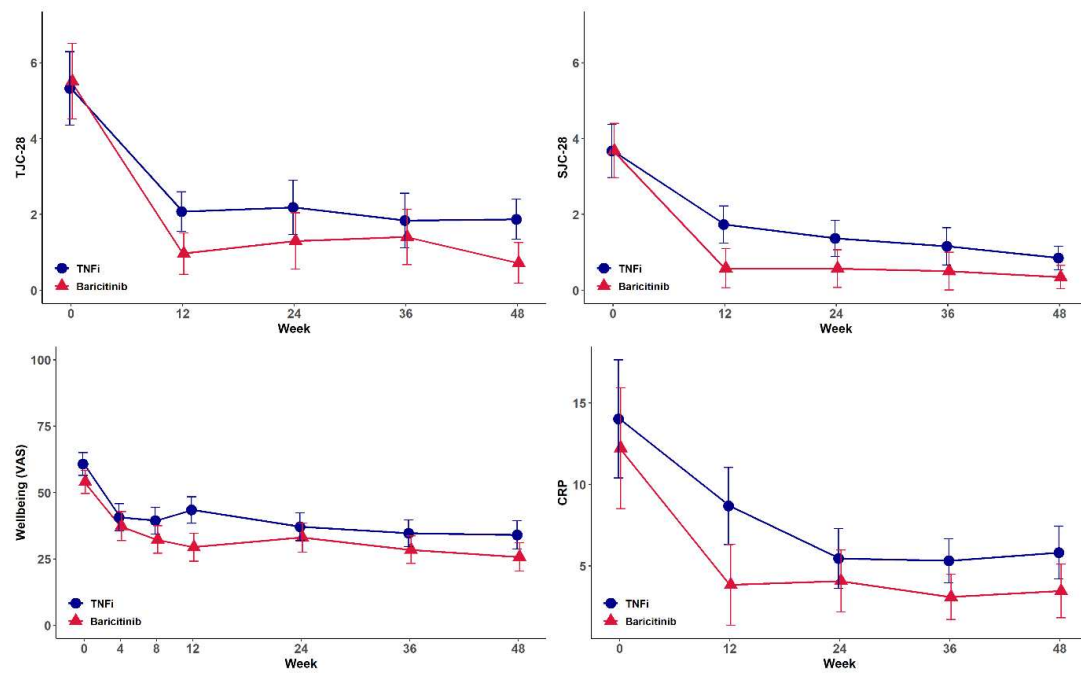 TJC-28
6
4
2
0
TNFi
Baricitinib
0 12 24 36 48
Week
SJC-28
6
4
2
0
TNFi
Baricitinib
0 12 24 36 48
Week
Wellbeing (VAS)
100
75
50
25
0
TNFi
Baricitinib
0 4 8 12 24 36 48
Week
CRP
15
10
5
TNFi
Baricitinib
0 12 24 36 48
Week